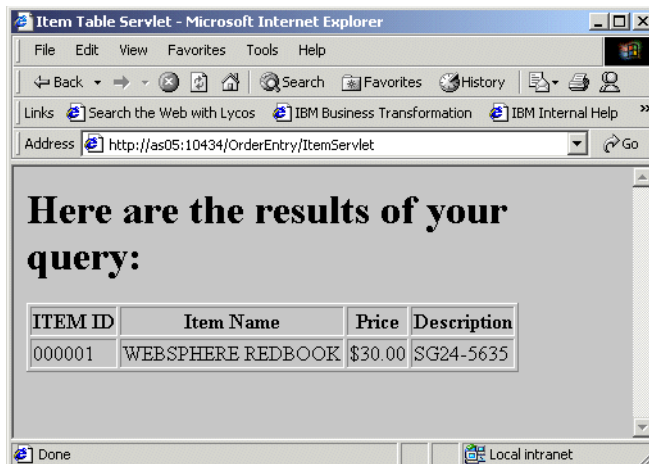 Item Table Servlet - Microsoft Internet Explorer
File Edit View Favorites Tools Help
Back Search Favorites History
Links Search the Web with Lycos IBM Business Transformation IBM Internal Help »
Address http://as05:10434/OrderEntry/ItemServlet Go
Here are the results of your
query:
ITEM ID Item Name Price Description
000001 WEBSPHERE REDBOOK $30.00 SG24-5635
Done Local intranet